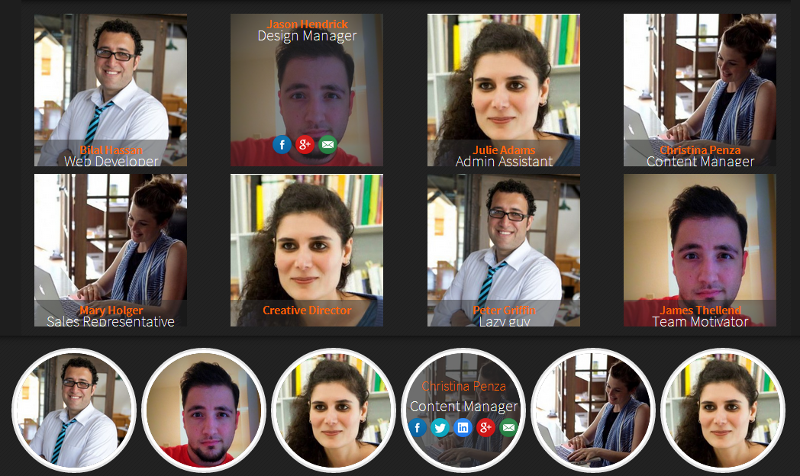 Jason Hendrick
Design Manager
Bilal Hassan
Web Developer
Julie Adams
Admin Assistant
Christina Penza
Content Manager
Mary Holger
Sales Representative
Creative Director
Peter Griffin
Lazy guy
James Thellend
Team Motivator
Christina Penza
Content Manager